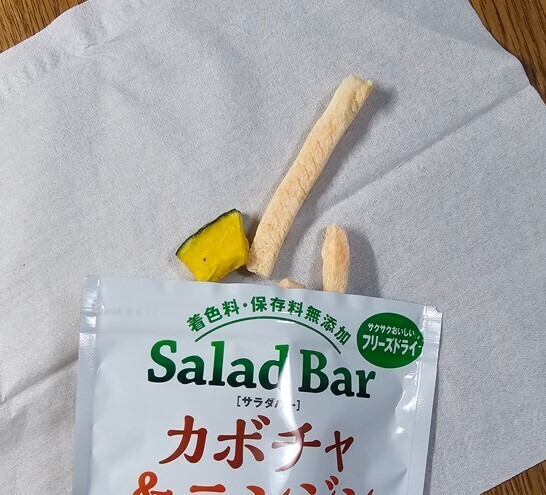 着色料・保存料無添加
サクサクおいしい
フリーズドライ
Salad Bar
[サラダバー]
カボチャ